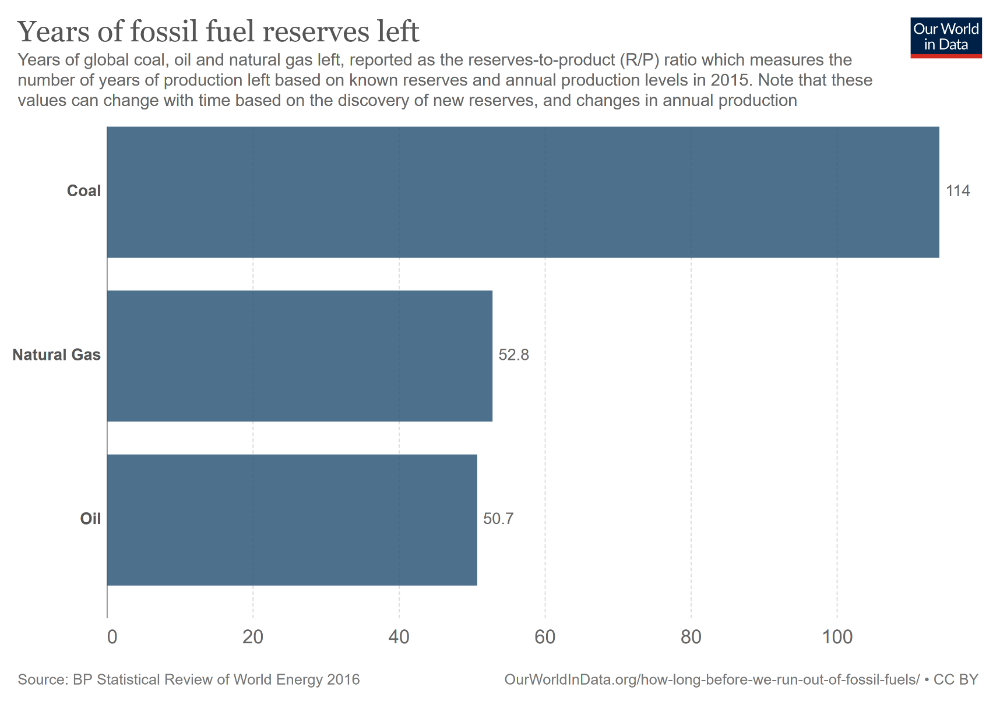 Years of fossil fuel reserves left
Our World
in Data
Years of global coal, oil and natural gas left, reported as the reserves-to-product (R/P) ratio which measures the
number of years of production left based on known reserves and annual production levels in 2015. Note that these
values can change with time based on the discovery of new reserves, and changes in annual production
Coal
114
Natural Gas
52.8
Oil
50.7
0 20 40 60 80 100
Source: BP Statistical Review of World Energy 2016
OurWorldInData.org/how-long-before-we-run-out-of-fossil-fuels/ • CC BY